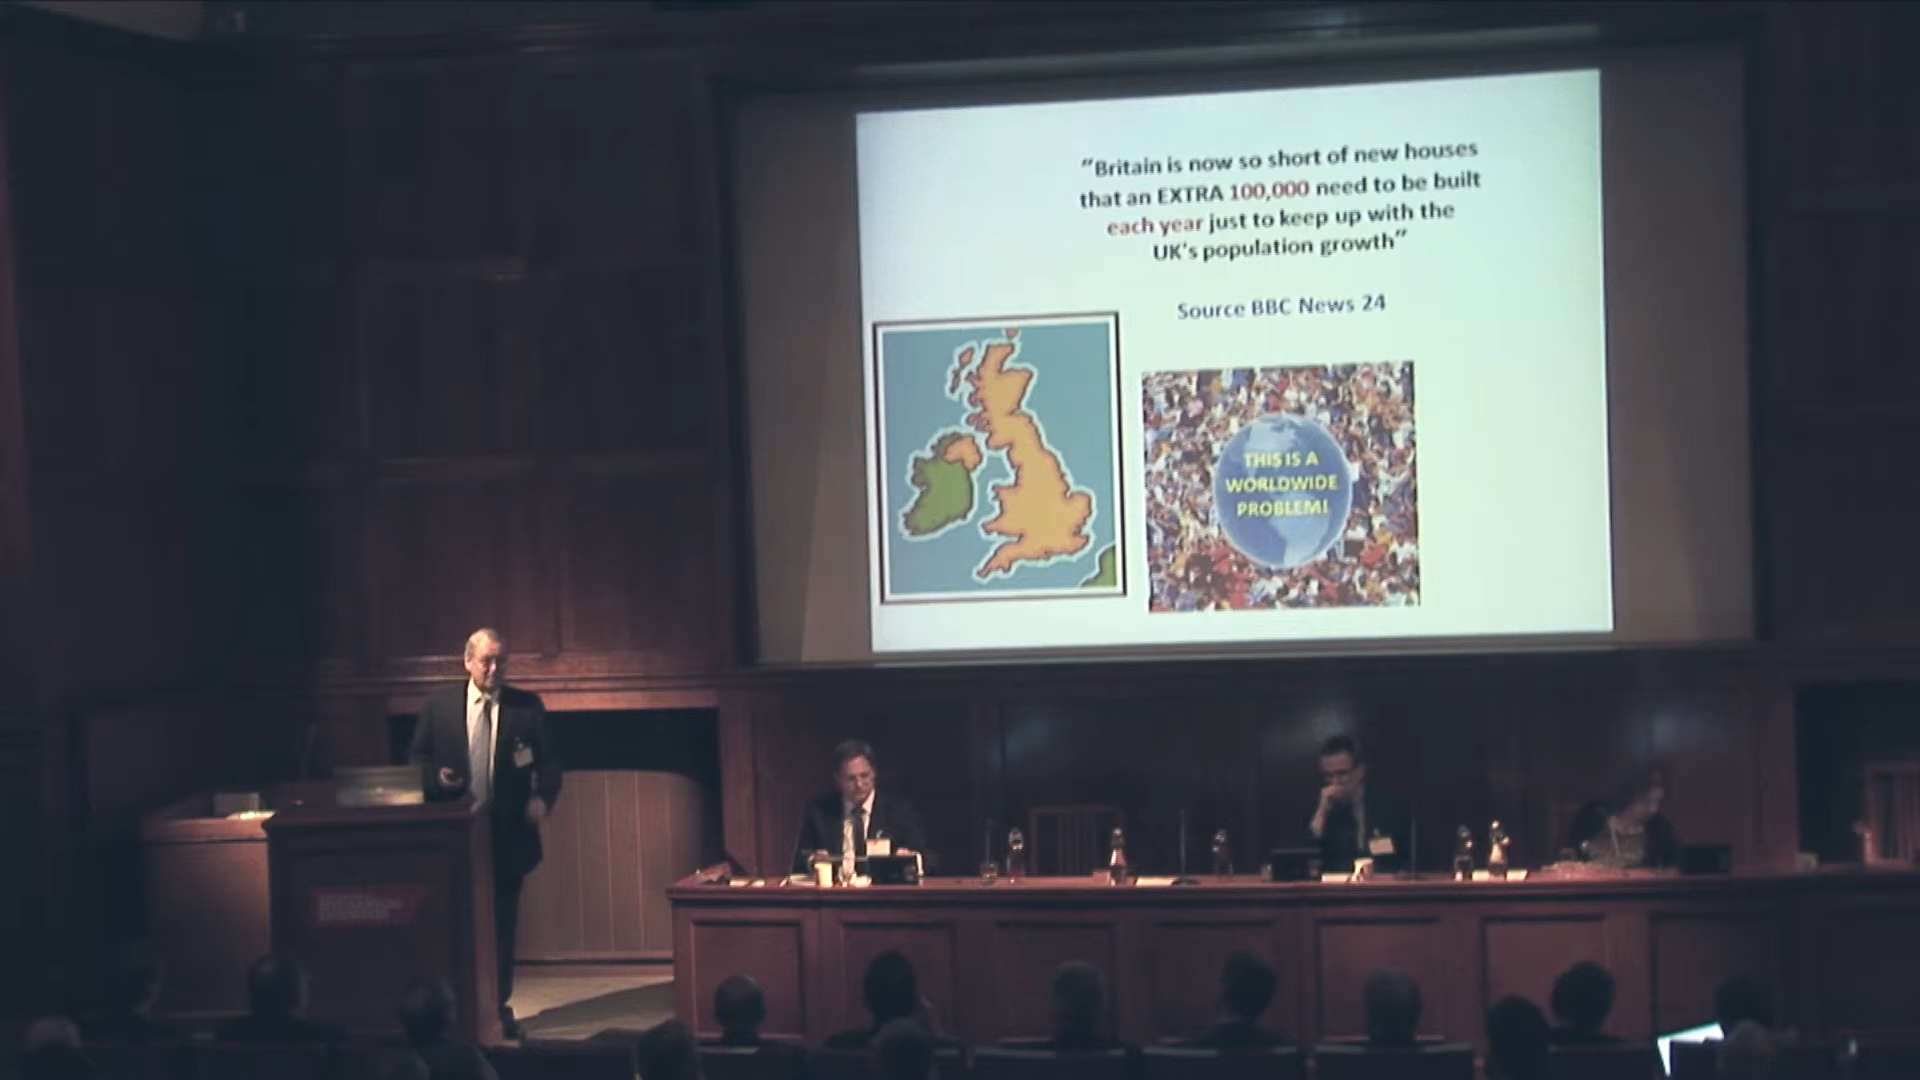 "Britain is now so short of new houses
that an EXTRA 100,000 need to be built
each year just to keep up with the
UK's population growth"
Source BBC News 24
THIS IS A
WORLDWIDE
PROBLEM!